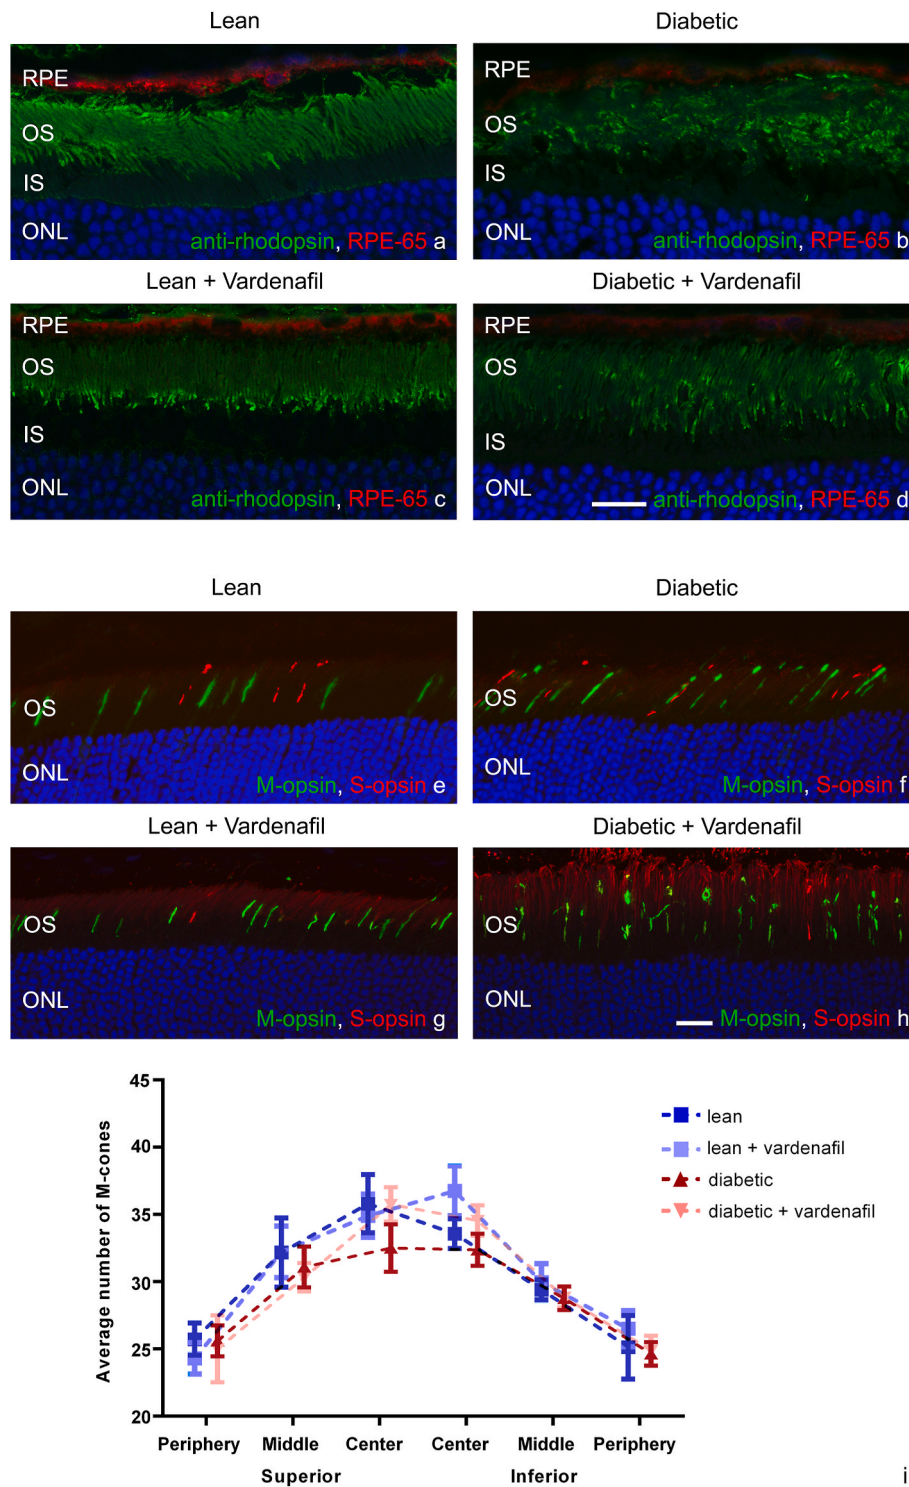 Lean
Diabetic
RPE
OS
IS
ONL
anti-rhodopsin, RPE-65 a
RPE
OS
IS
ONL
anti-rhodopsin, RPE-65 b
Lean + Vardenafil
Diabetic + Vardenafil
RPE
OS
IS
ONL
anti-rhodopsin, RPE-65 c
RPE
OS
IS
ONL
anti-rhodopsin, RPE-65 d
Lean
Diabetic
OS
ONL
M-opsin, S-opsin e
OS
ONL
M-opsin, S-opsin f
Lean + Vardenafil
Diabetic + Vardenafil
OS
ONL
M-opsin, S-opsin g
OS
ONL
M-opsin, S-opsin h
Average number of M-cones
45
40
35
30
25
20
Periphery Middle Center Center Middle Periphery
Superior Inferior
lean
lean + vardenafil
diabetic
diabetic + vardenafil
i